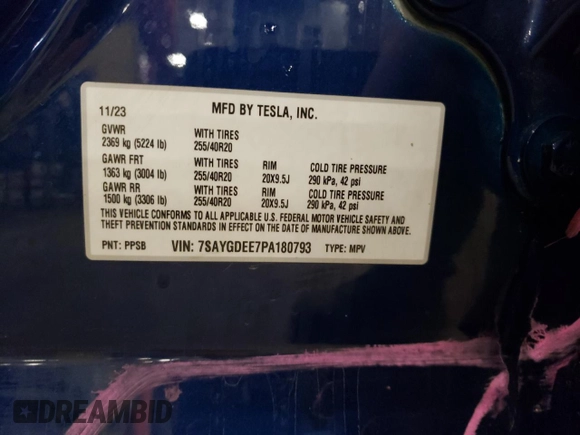 11/23 MFD BY TESLA, INC.
GVWR WITH TIRES
2369 kg (5224 lb) 255/40R20
GAWR FRT WITH TIRES RIM COLD TIRE PRESSURE
1363 kg (3004 lb) 255/40R20 20X9.5J 290 kPa, 42 psi
GAWR RR WITH TIRES RIM COLD TIRE PRESSURE
1500 kg (3306 lb) 255/40R20 20X9.5J 290 kPa, 42 psi
THIS VEHICLE CONFORMS TO ALL APPLICABLE U.S. FEDERAL MOTOR VEHICLE SAFETY AND
THEFT PREVENTION STANDARDS IN EFFECT ON THE DATE OF MANUFACTURE SHOWN ABOVE.
PNT: PPSB VIN: 7SAYGDEE7PA180793 TYPE: MPV
DREAMBID